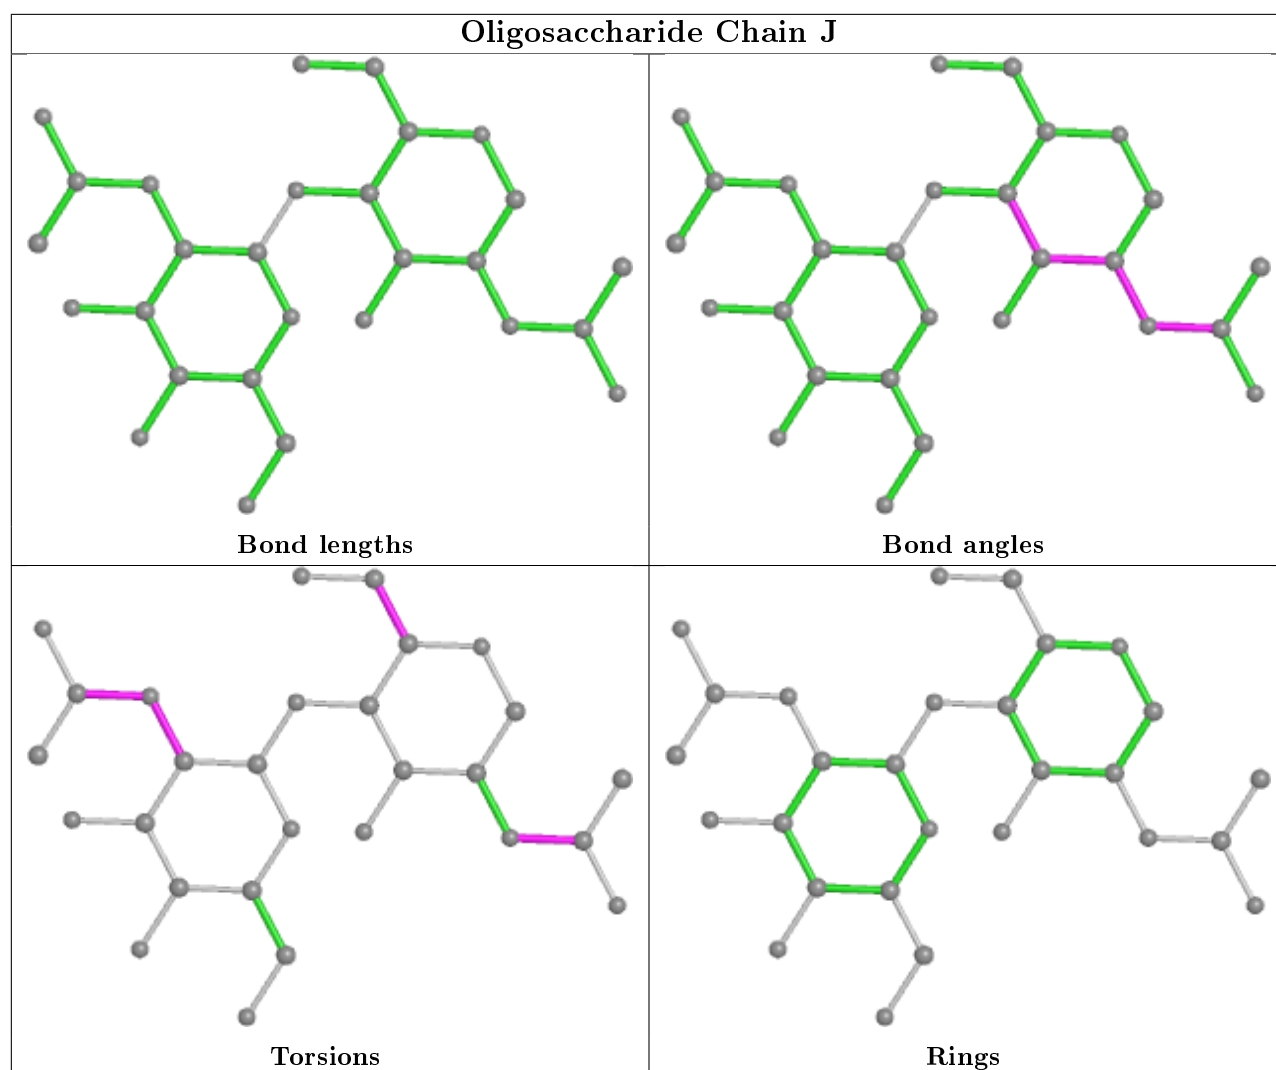 Oligosaccharide Chain J
Bond lengths
Bond angles
Torsions
Rings